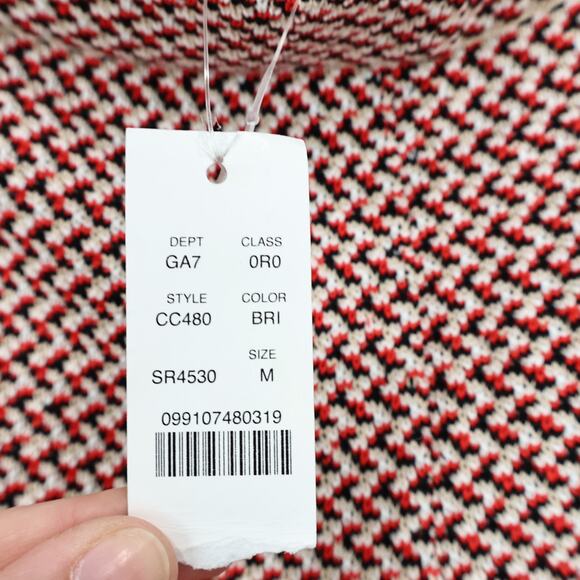 DEPT CLASS
GA7 0R0
STYLE COLOR
CC480 BRI
SIZE
SR4530 M
099107480319